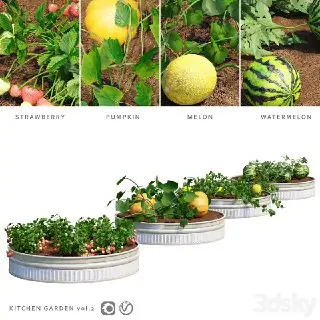 STRAWBERRY PUMPKIN MELON WATERMELON
KITCHEN GARDEN vol.2
3dsky